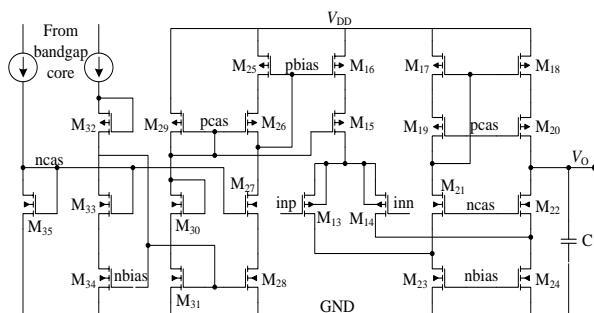 From
bandgap
core
V_DD
M₂₅ pbias M₁₆ M₁₇ M₁₈
M₃₂ M₂₉ pcas M₂₆ M₁₅ M₁₉ pcas M₂₀
ncas V_O
M₂₇ M₂₁
inp inn ncas M₂₂
M₃₅ M₃₃ M₃₀ M₁₃ M₁₄
C
M₃₄ nbias M₂₈ M₂₃ nbias M₂₄
M₃₁ GND